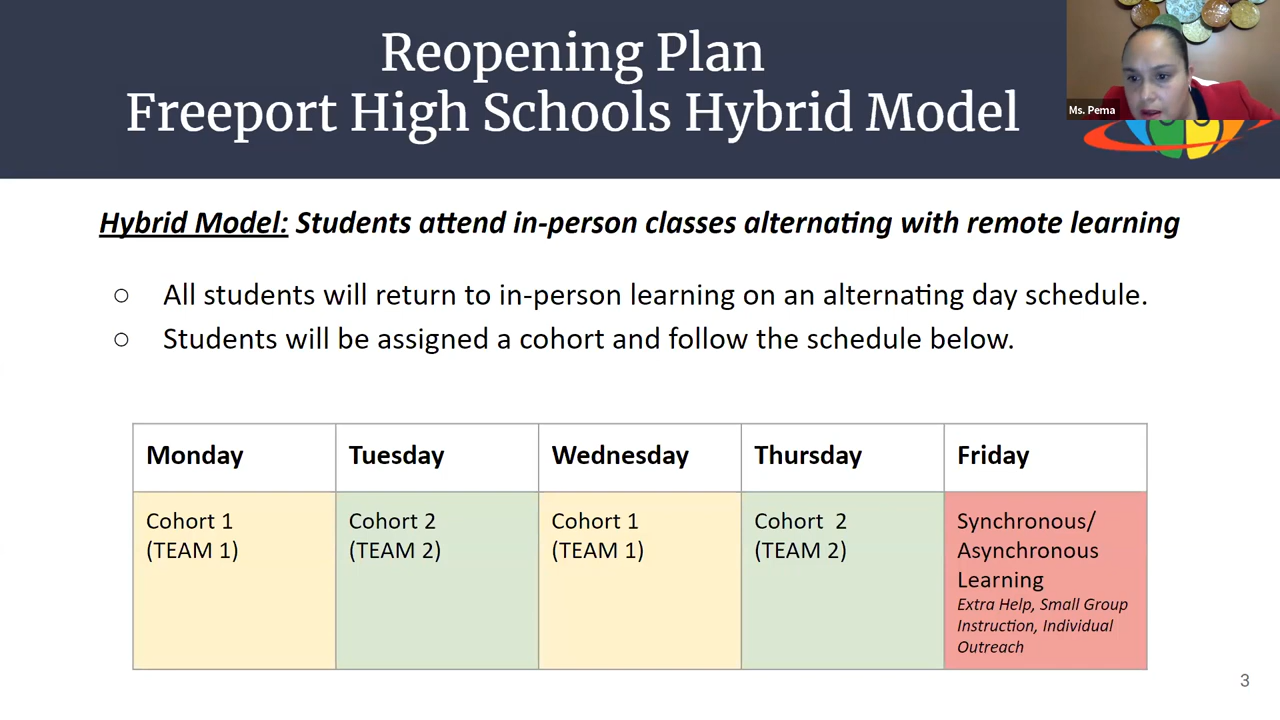 Reopening Plan
Freeport High Schools Hybrid Model
Ms. Pema
Hybrid Model: Students attend in-person classes alternating with remote learning
○ All students will return to in-person learning on an alternating day schedule.
○ Students will be assigned a cohort and follow the schedule below.
Monday Tuesday Wednesday Thursday Friday
Cohort 1
(TEAM 1)
Cohort 2
(TEAM 2)
Cohort 1
(TEAM 1)
Cohort 2
(TEAM 2)
Synchronous/
Asynchronous
Learning
Extra Help, Small Group
Instruction, Individual
Outreach
3